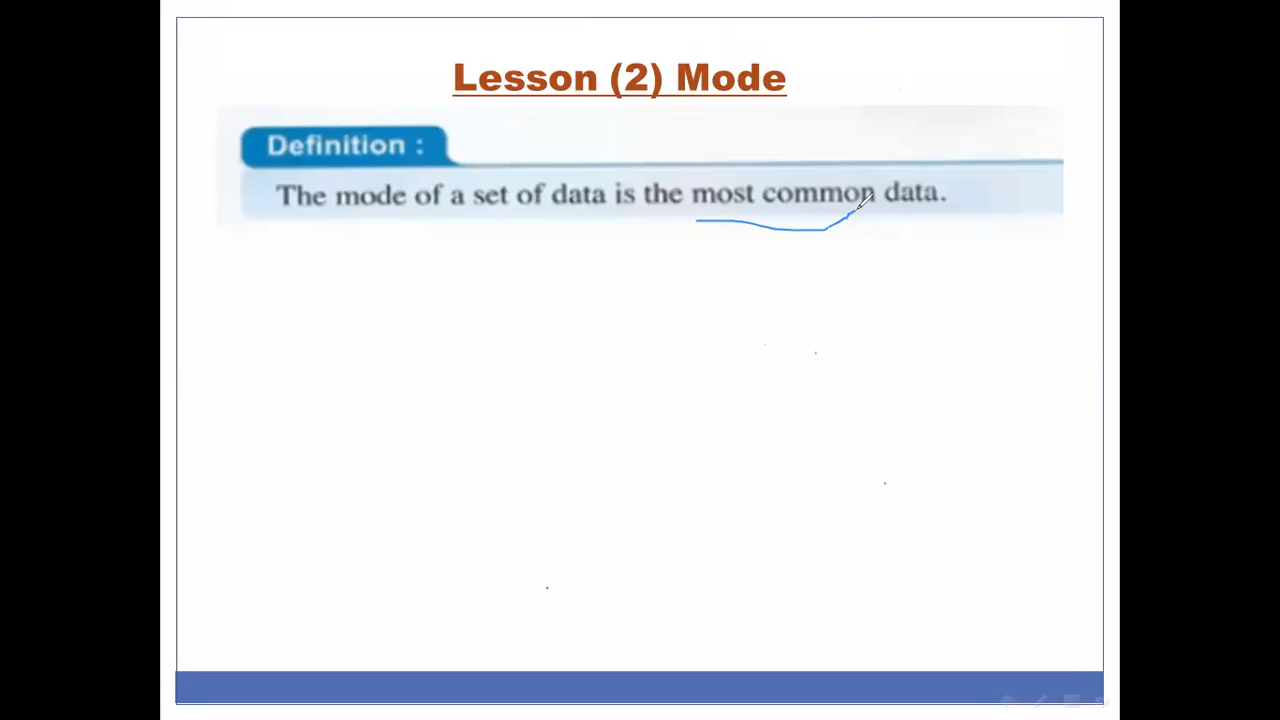 Lesson (2) Mode
Definition :
The mode of a set of data is the most common data.